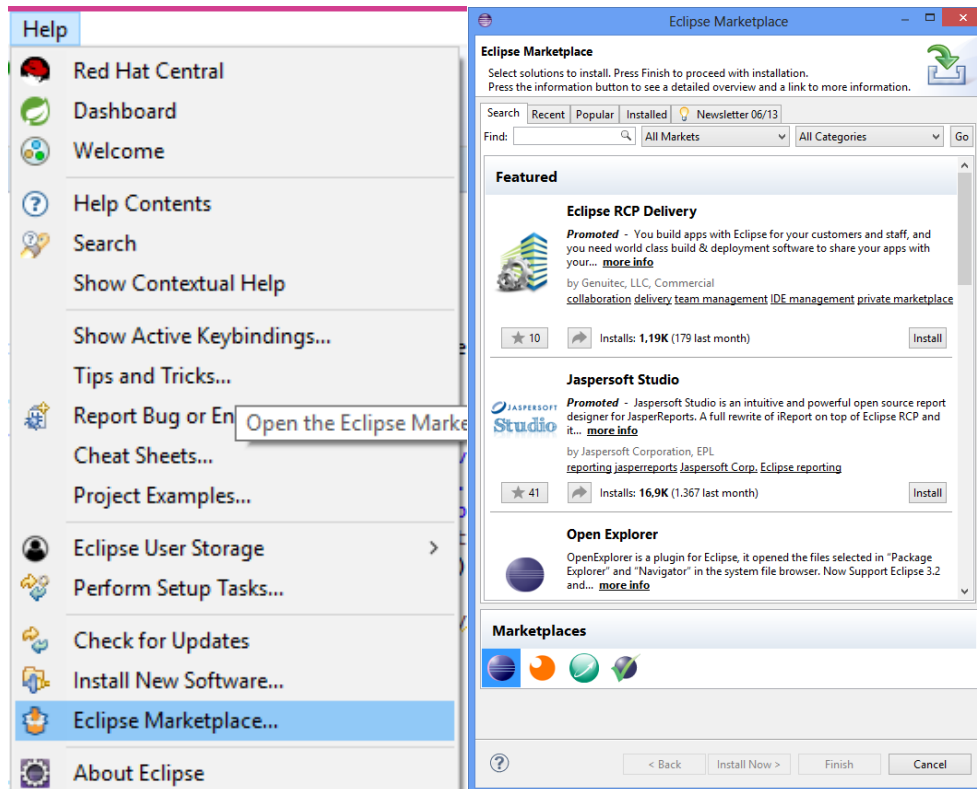 Help
Red Hat Central
Dashboard
Welcome
Help Contents
Search
Show Contextual Help
Show Active Keybindings...
Tips and Tricks...
Report Bug or En
Open the Eclipse Marke
Cheat Sheets...
Project Examples...
Eclipse User Storage
Perform Setup Tasks...
Check for Updates
Install New Software...
Eclipse Marketplace...
About Eclipse
Eclipse Marketplace
Eclipse Marketplace
Select solutions to install. Press Finish to proceed with installation.
Press the information button to see a detailed overview and a link to more information.
Search Recent Popular Installed Newsletter 06/13
Find: All Markets All Categories Go
Featured
Eclipse RCP Delivery
Promoted - You build apps with Eclipse for your customers and staff, and
you need world class build & deployment software to share your apps with
your... more info
by Genuitec, LLC, Commercial
collaboration delivery team management IDE management private marketplace
10 Installs: 1,19K (179 last month) Install
Jaspersoft Studio
JASPERSOFT
Studio
Promoted - Jaspersoft Studio is an intuitive and powerful open source report
designer for JasperReports. A full rewrite of iReport on top of Eclipse RCP and
it... more info
by Jaspersoft Corporation, EPL
reporting jasperreports Jaspersoft Corp. Eclipse reporting
41 Installs: 16,9K (1.367 last month) Install
Open Explorer
OpenExplorer is a plugin for Eclipse, it opened the files selected in "Package
Explorer" and "Navigator" in the system file browser. Now Support Eclipse 3.2
and... more info
Marketplaces
< Back Install Now > Finish Cancel